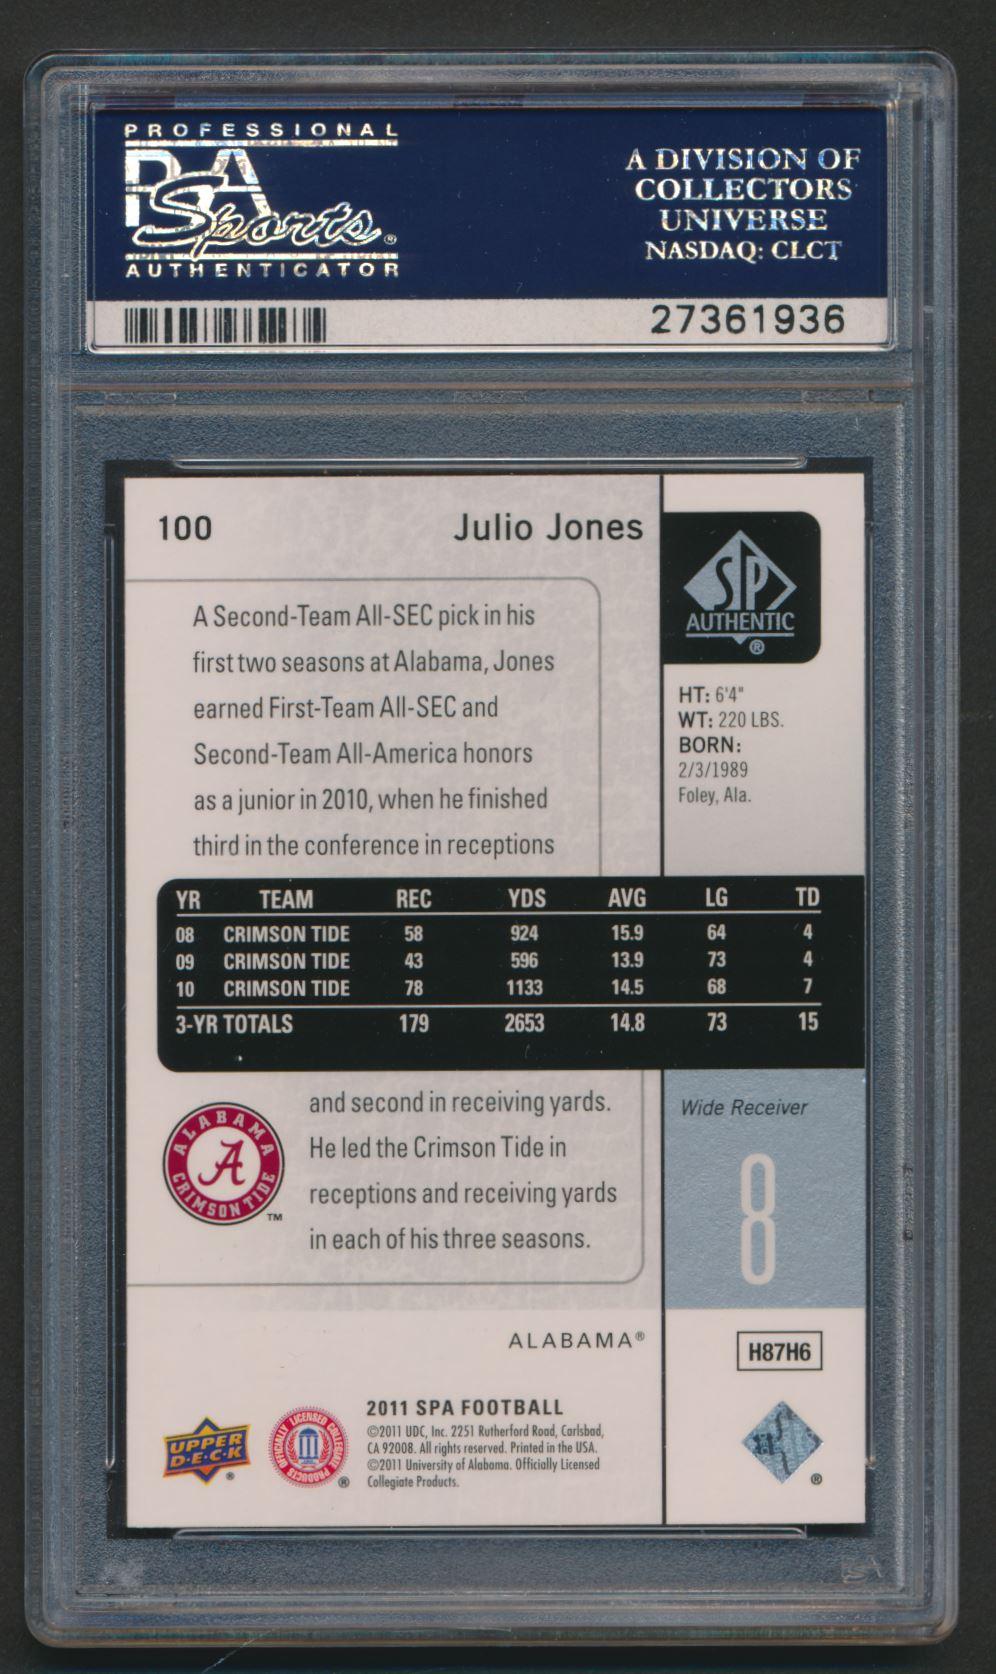 PROFESSIONAL
PSA
Sports®
AUTHENTICATOR
A DIVISION OF
COLLECTORS
UNIVERSE
NASDAQ: CLCT
27361936
100 Julio Jones
SP
AUTHENTIC
®
A Second-Team All-SEC pick in his
first two seasons at Alabama, Jones
earned First-Team All-SEC and
Second-Team All-America honors
as a junior in 2010, when he finished
third in the conference in receptions
HT: 6'4"
WT: 220 LBS.
BORN:
2/3/1989
Foley, Ala.
YR TEAM REC YDS AVG LG TD
08 CRIMSON TIDE 58 924 15.9 64 4
09 CRIMSON TIDE 43 596 13.9 73 4
10 CRIMSON TIDE 78 1133 14.5 68 7
3-YR TOTALS 179 2653 14.8 73 15
ALABAMA
A
CRIMSON TIDE
™
and second in receiving yards.
He led the Crimson Tide in
receptions and receiving yards
in each of his three seasons.
Wide Receiver
8
ALABAMA®
H87H6
UPPER
D·E·C·K
®
OFFICIALLY LICENSED COLLEGIATE PRODUCTS
®
2011 SPA FOOTBALL
©2011 UDC, Inc. 2251 Rutherford Road, Carlsbad,
CA 92008. All rights reserved. Printed in the USA.
©2011 University of Alabama. Officially Licensed
Collegiate Products.
®
PSA